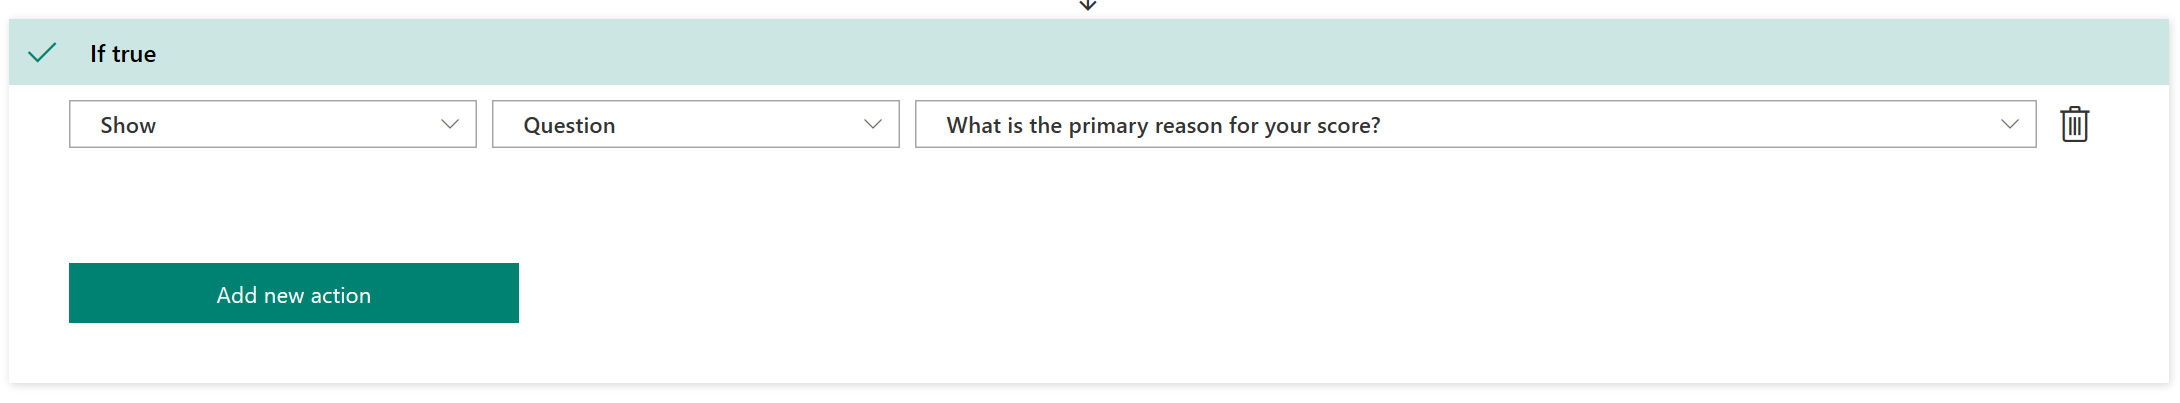 If true
Show Question What is the primary reason for your score?
Add new action